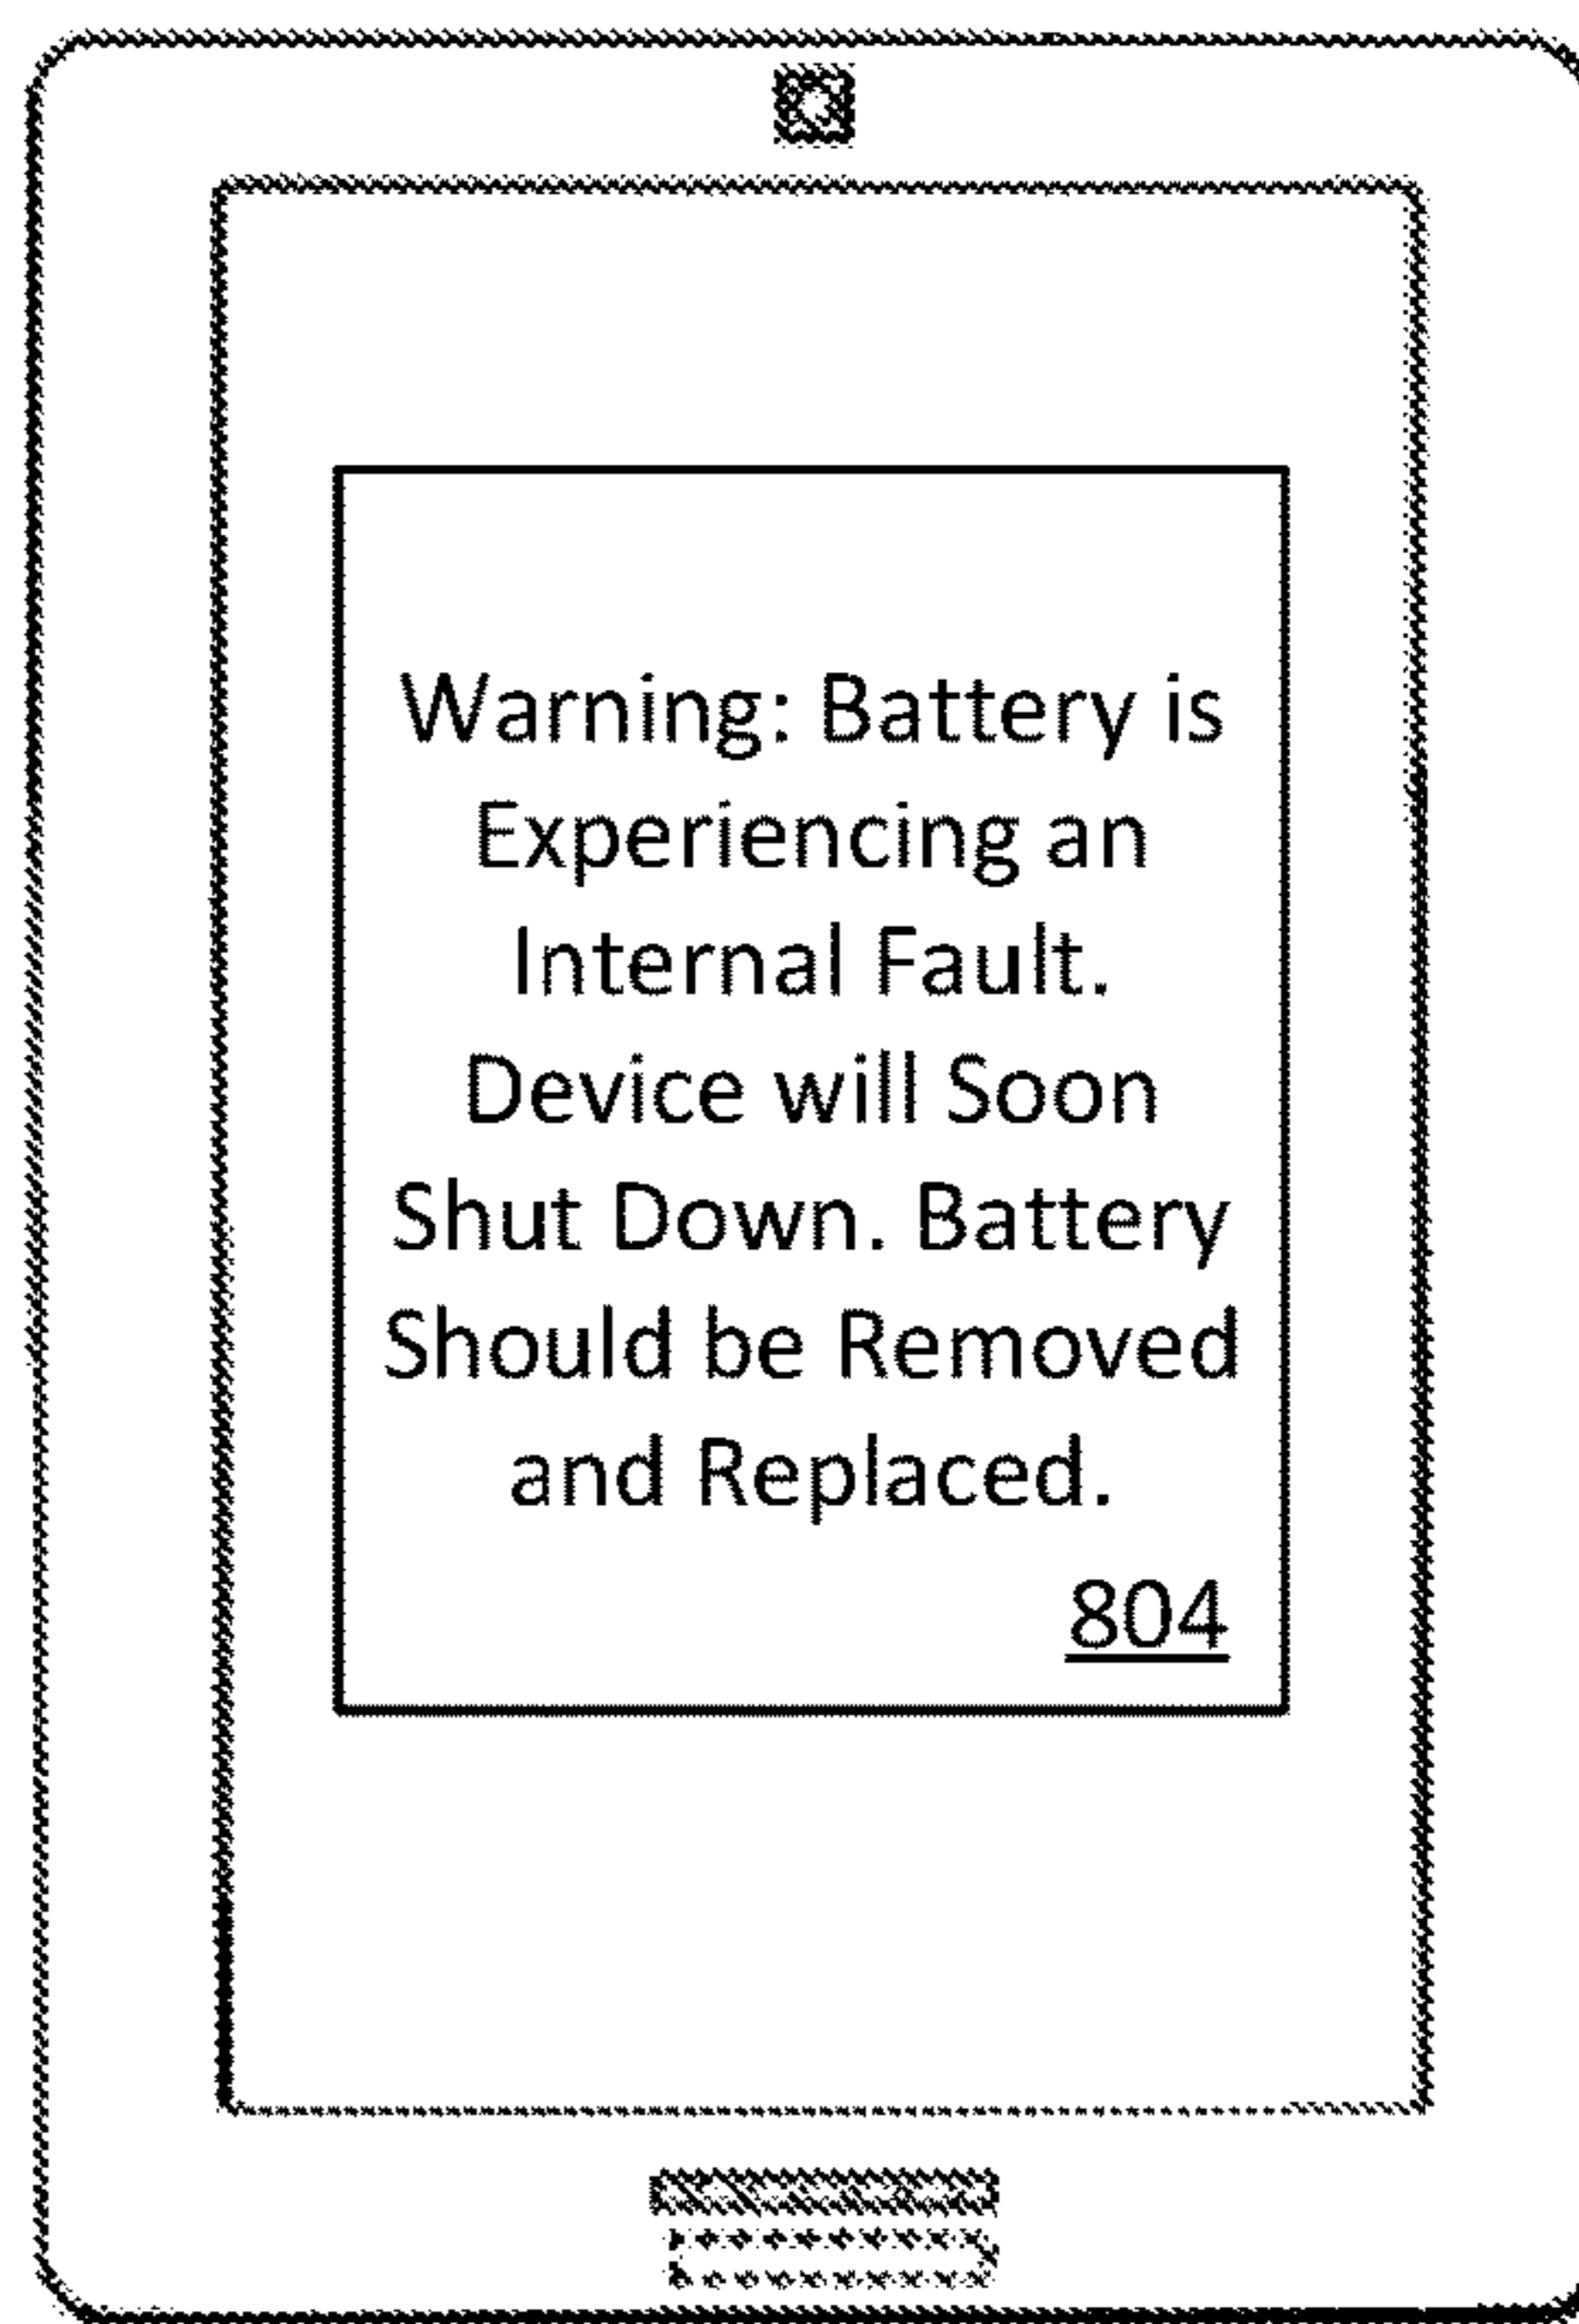 Warning: Battery is
Experiencing an
Internal Fault.
Device will Soon
Shut Down. Battery
Should be Removed
and Replaced.
804